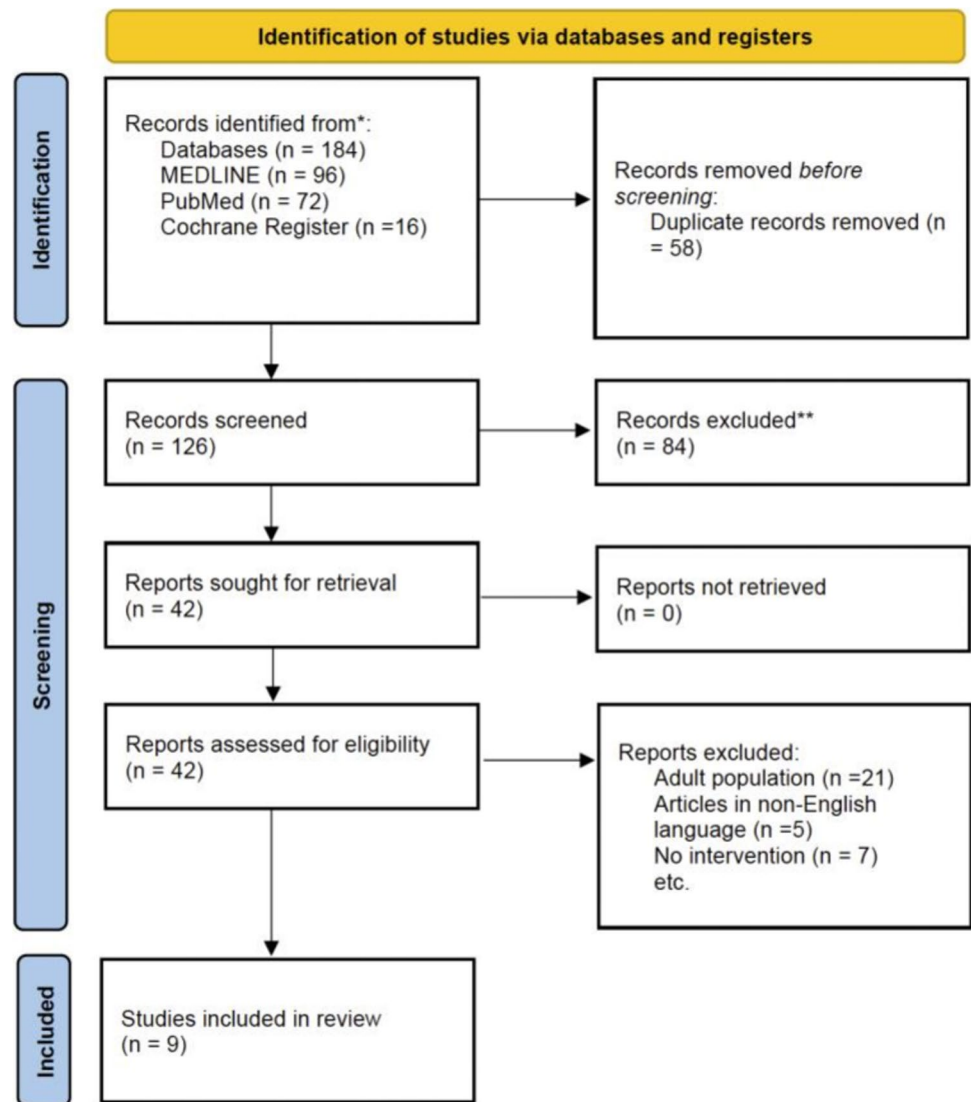 Identification of studies via databases and registers
Identification
Records identified from*:
Databases (n = 184)
MEDLINE (n = 96)
PubMed (n = 72)
Cochrane Register (n =16)
Records removed before
screening:
Duplicate records removed (n
= 58)
Screening
Records screened
(n = 126)
Records excluded**
(n = 84)
Reports sought for retrieval
(n = 42)
Reports not retrieved
(n = 0)
Reports assessed for eligibility
(n = 42)
Reports excluded:
Adult population (n =21)
Articles in non-English
language (n =5)
No intervention (n = 7)
etc.
Included
Studies included in review
(n = 9)